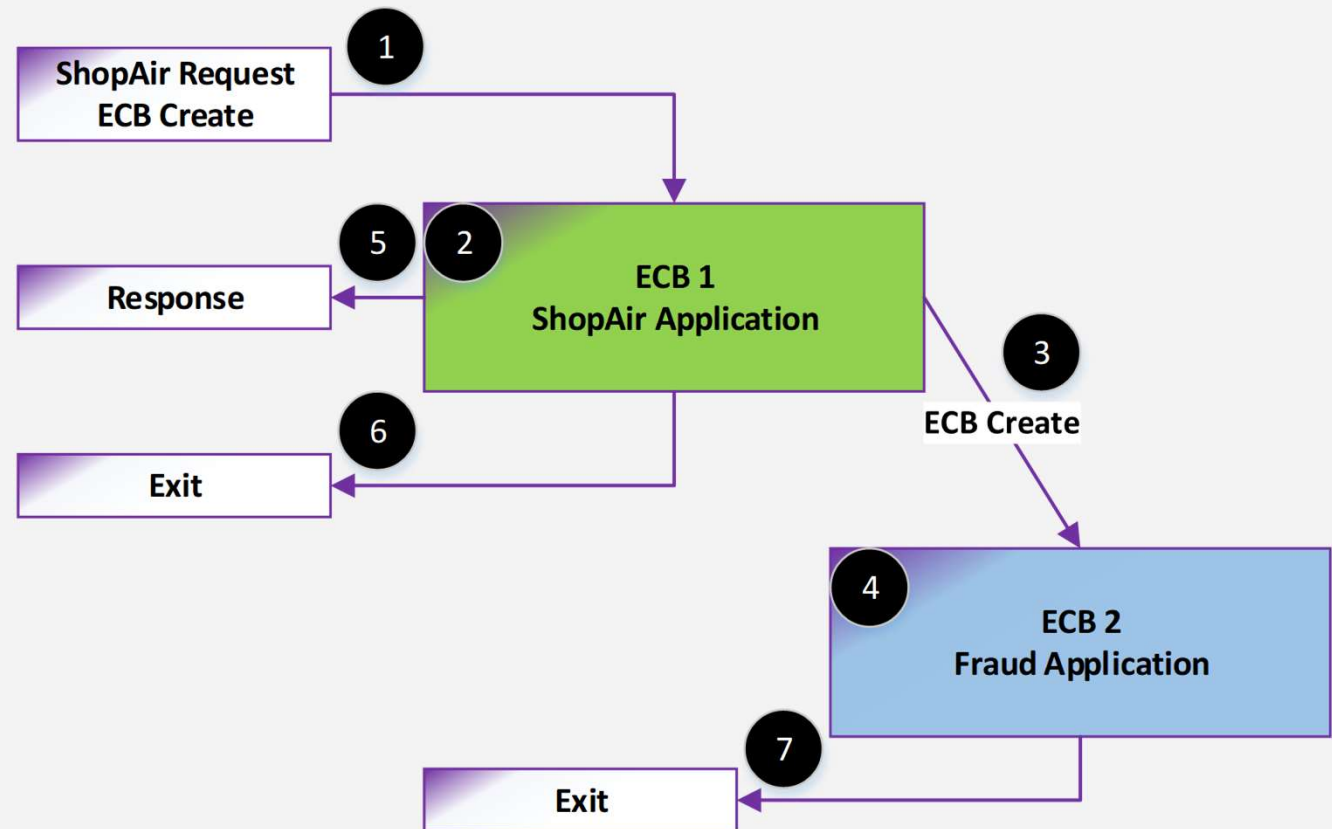 1
ShopAir Request
ECB Create
5
2
Response
ECB 1
ShopAir Application
3
ECB Create
6
Exit
4
ECB 2
Fraud Application
7
Exit